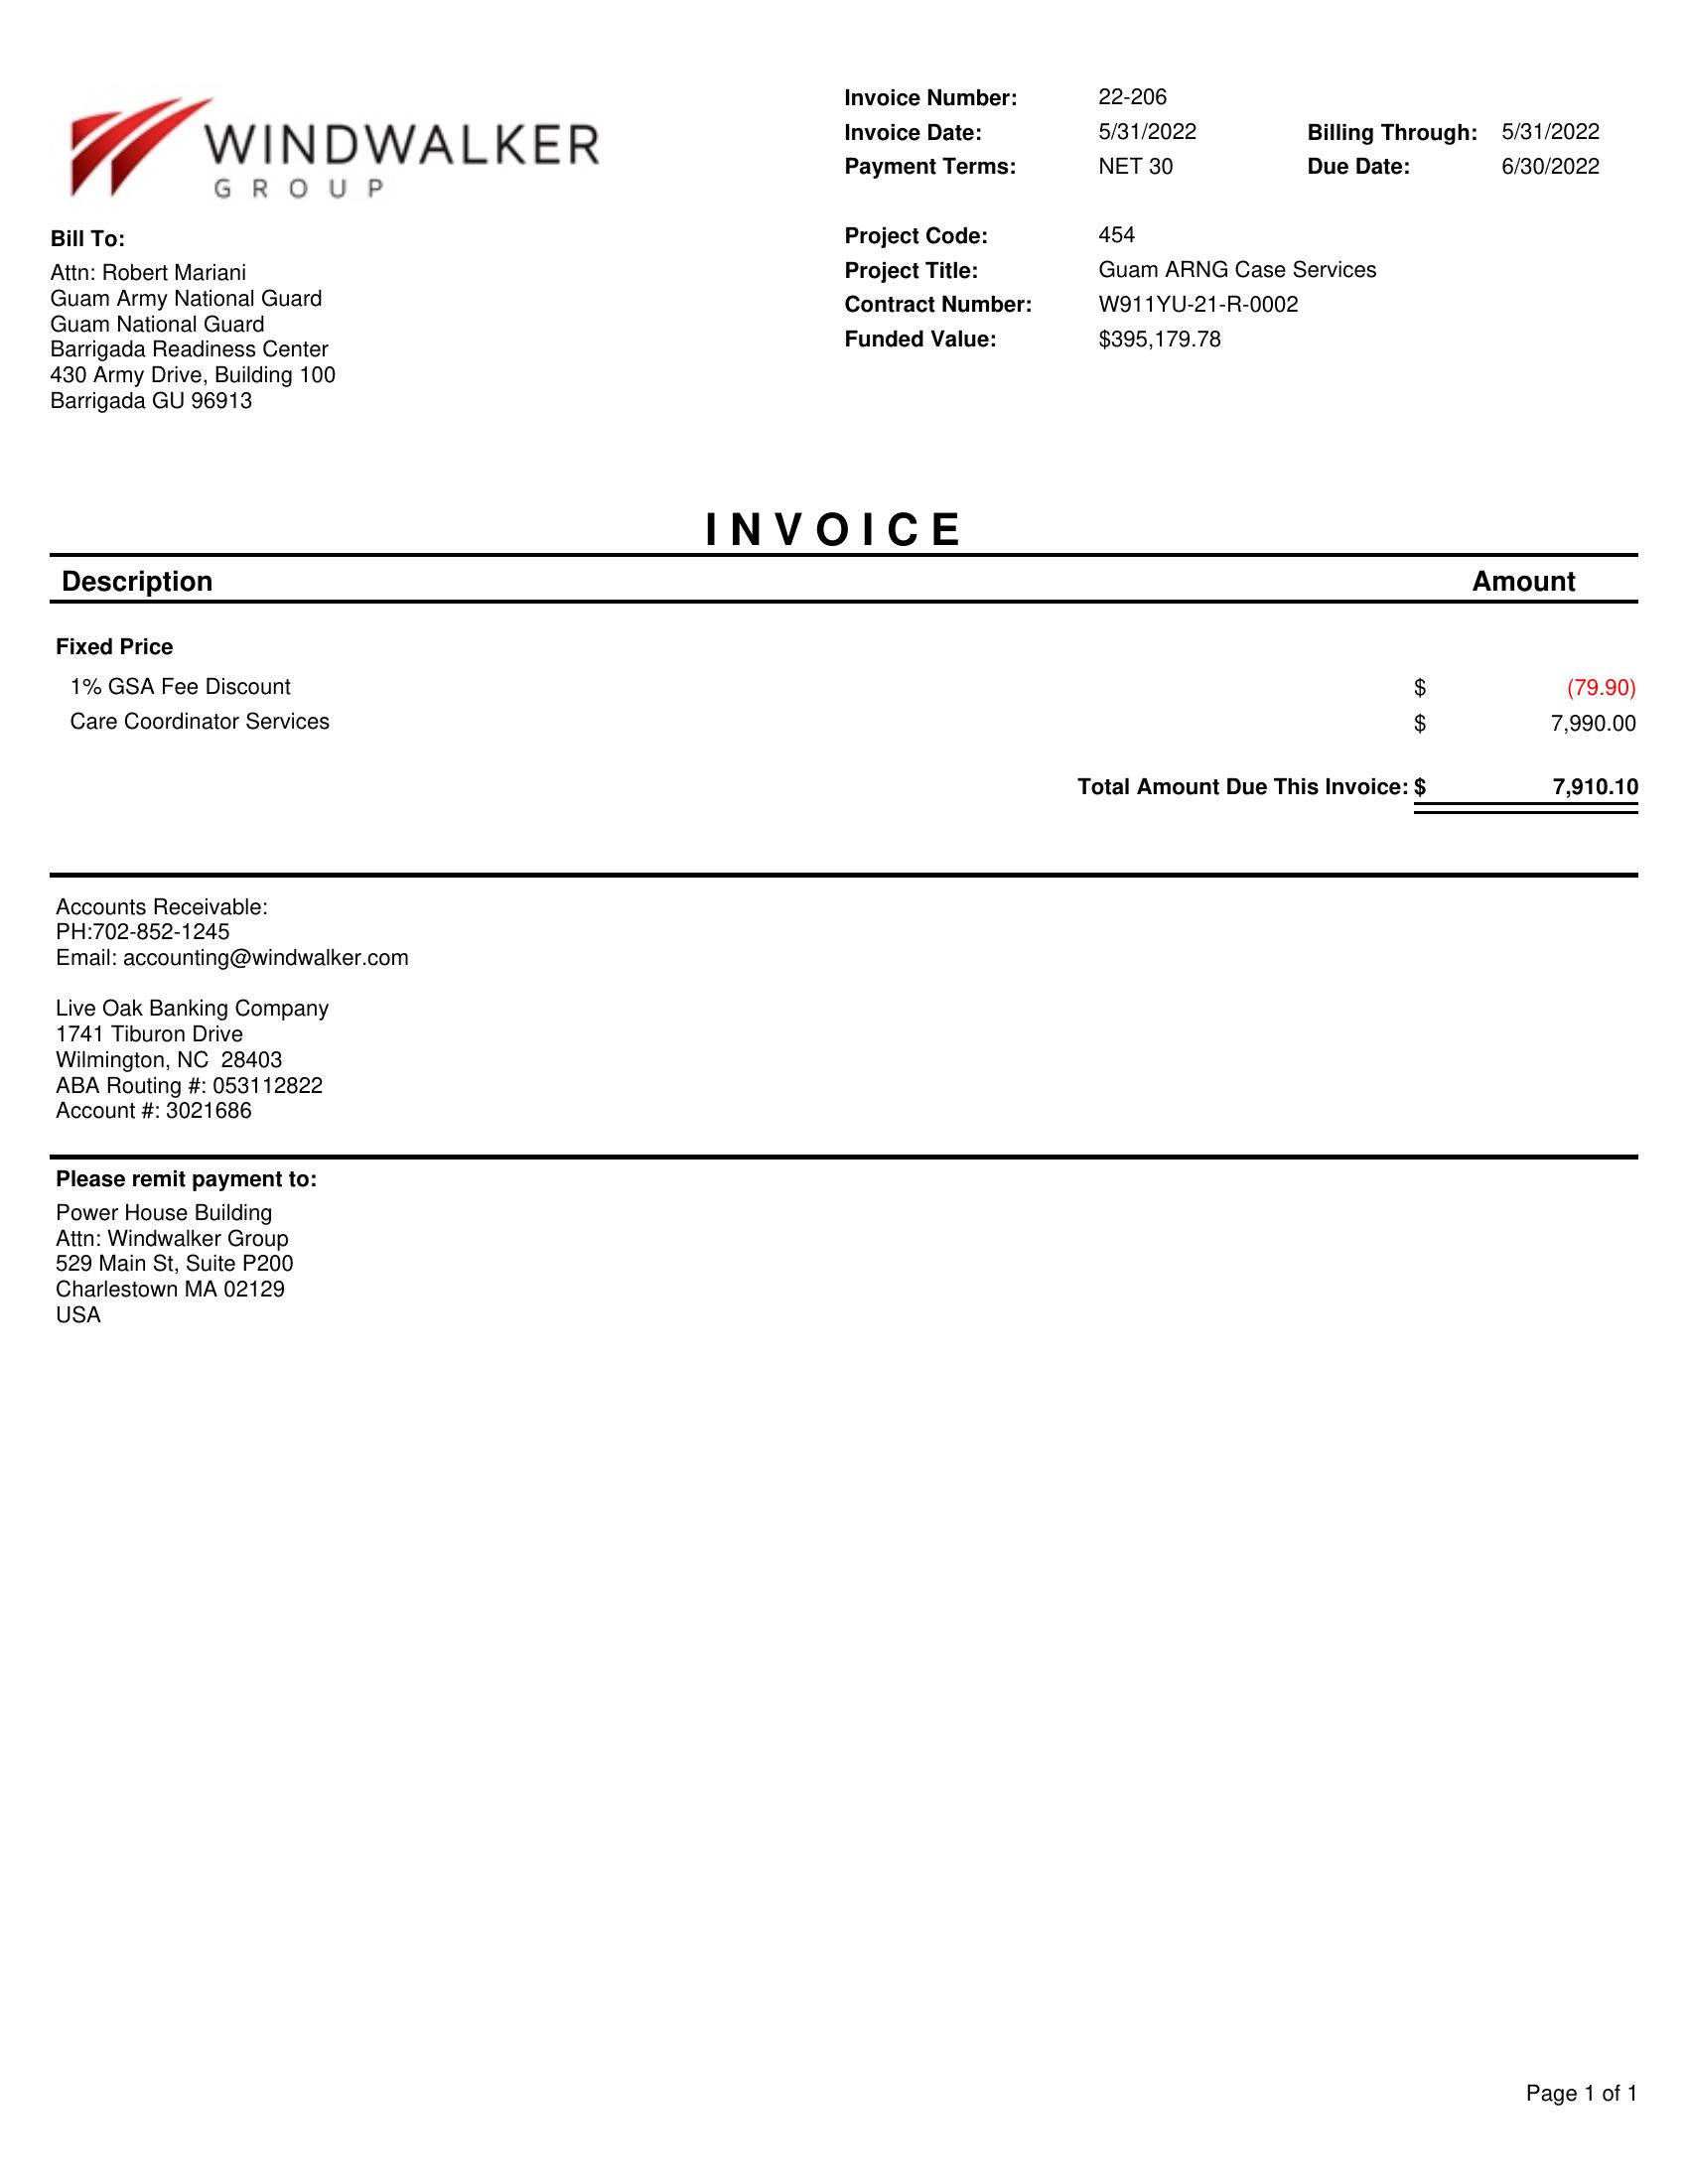 WINDWALKER
GROUP
Invoice Number: 22-206
Invoice Date: 5/31/2022 Billing Through: 5/31/2022
Payment Terms: NET 30 Due Date: 6/30/2022
Project Code: 454
Project Title: Guam ARNG Case Services
Contract Number: W911YU-21-R-0002
Funded Value: $395,179.78
Bill To:
Attn: Robert Mariani
Guam Army National Guard
Guam National Guard
Barrigada Readiness Center
430 Army Drive, Building 100
Barrigada GU 96913
INVOICE
Description Amount
Fixed Price
1% GSA Fee Discount $ (79.90)
Care Coordinator Services $ 7,990.00
Total Amount Due This Invoice: $ 7,910.10
Accounts Receivable:
PH:702-852-1245
Email: accounting@windwalker.com
Live Oak Banking Company
1741 Tiburon Drive
Wilmington, NC  28403
ABA Routing #: 053112822
Account #: 3021686
Please remit payment to:
Power House Building
Attn: Windwalker Group
529 Main St, Suite P200
Charlestown MA 02129
USA
Page 1 of 1